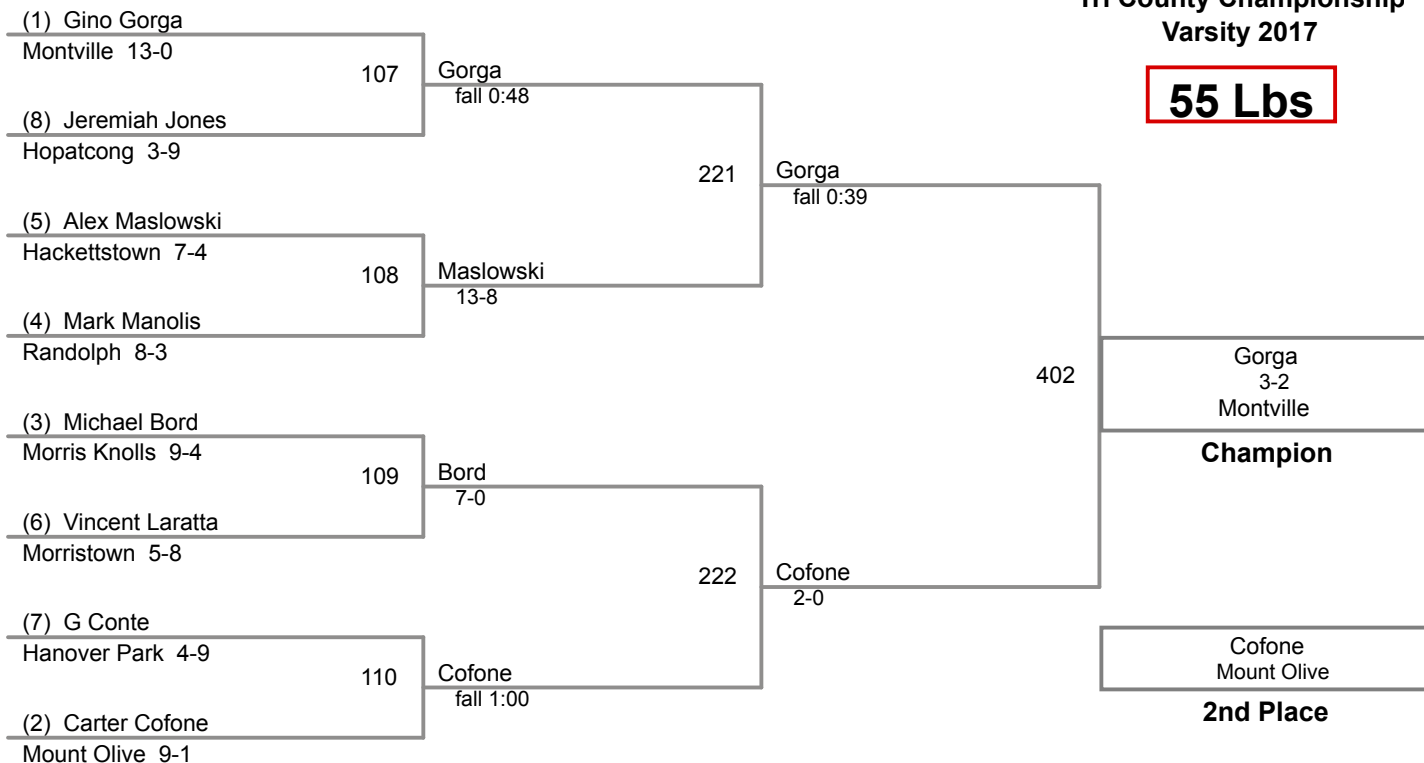 County Championship
Varsity 2017
55 Lbs
(1) Gino Gorga
Montville 13-0
107
Gorga
fall 0:48
(8) Jeremiah Jones
Hopatcong 3-9
221
Gorga
fall 0:39
(5) Alex Maslowski
Hackettstown 7-4
108
Maslowski
13-8
(4) Mark Manolis
Randolph 8-3
402
Gorga
3-2
Montville
Champion
(3) Michael Bord
Morris Knolls 9-4
109
Bord
7-0
(6) Vincent Laratta
Morristown 5-8
222
Cofone
2-0
(7) G Conte
Hanover Park 4-9
110
Cofone
fall 1:00
(2) Carter Cofone
Mount Olive 9-1
Cofone
Mount Olive
2nd Place